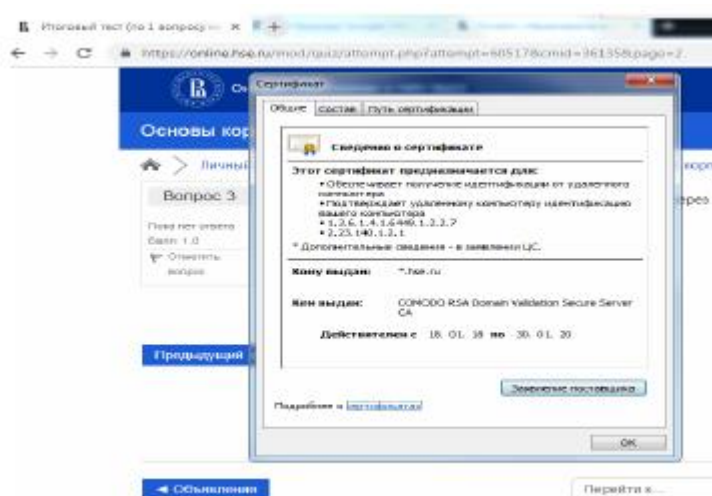 Итоговый тест (по 1 вопросу —
https://online.hse.ru/mod/quiz/attempt.php?attempt=60517&cmid=36135&page=2
Сертификат
Общие Состав Путь сертификации
Основы кор
Сведения о сертификате
Личный
Этот сертификат предназначается для:
Вопрос 3
• Обеспечивает получение идентификации от удаленного компьютера
• Подтверждает удаленному компьютеру идентификацию вашего компьютера
• 1.3.6.1.4.1.6449.1.2.2.7
• 2.23.140.1.2.1
Пока нет ответа
Балл: 1.0
Отметить
вопрос
* Дополнительные сведения - в заявлении ЦС.
Кому выдан: *.hse.ru
Кем выдан: COMODO RSA Domain Validation Secure Server
CA
Действителен с 18. 01. 18 по 30. 01. 20
Предыдущий
Заявление поставщика
Подробнее о сертификатах
OK
◄ Объявления
Перейти к...